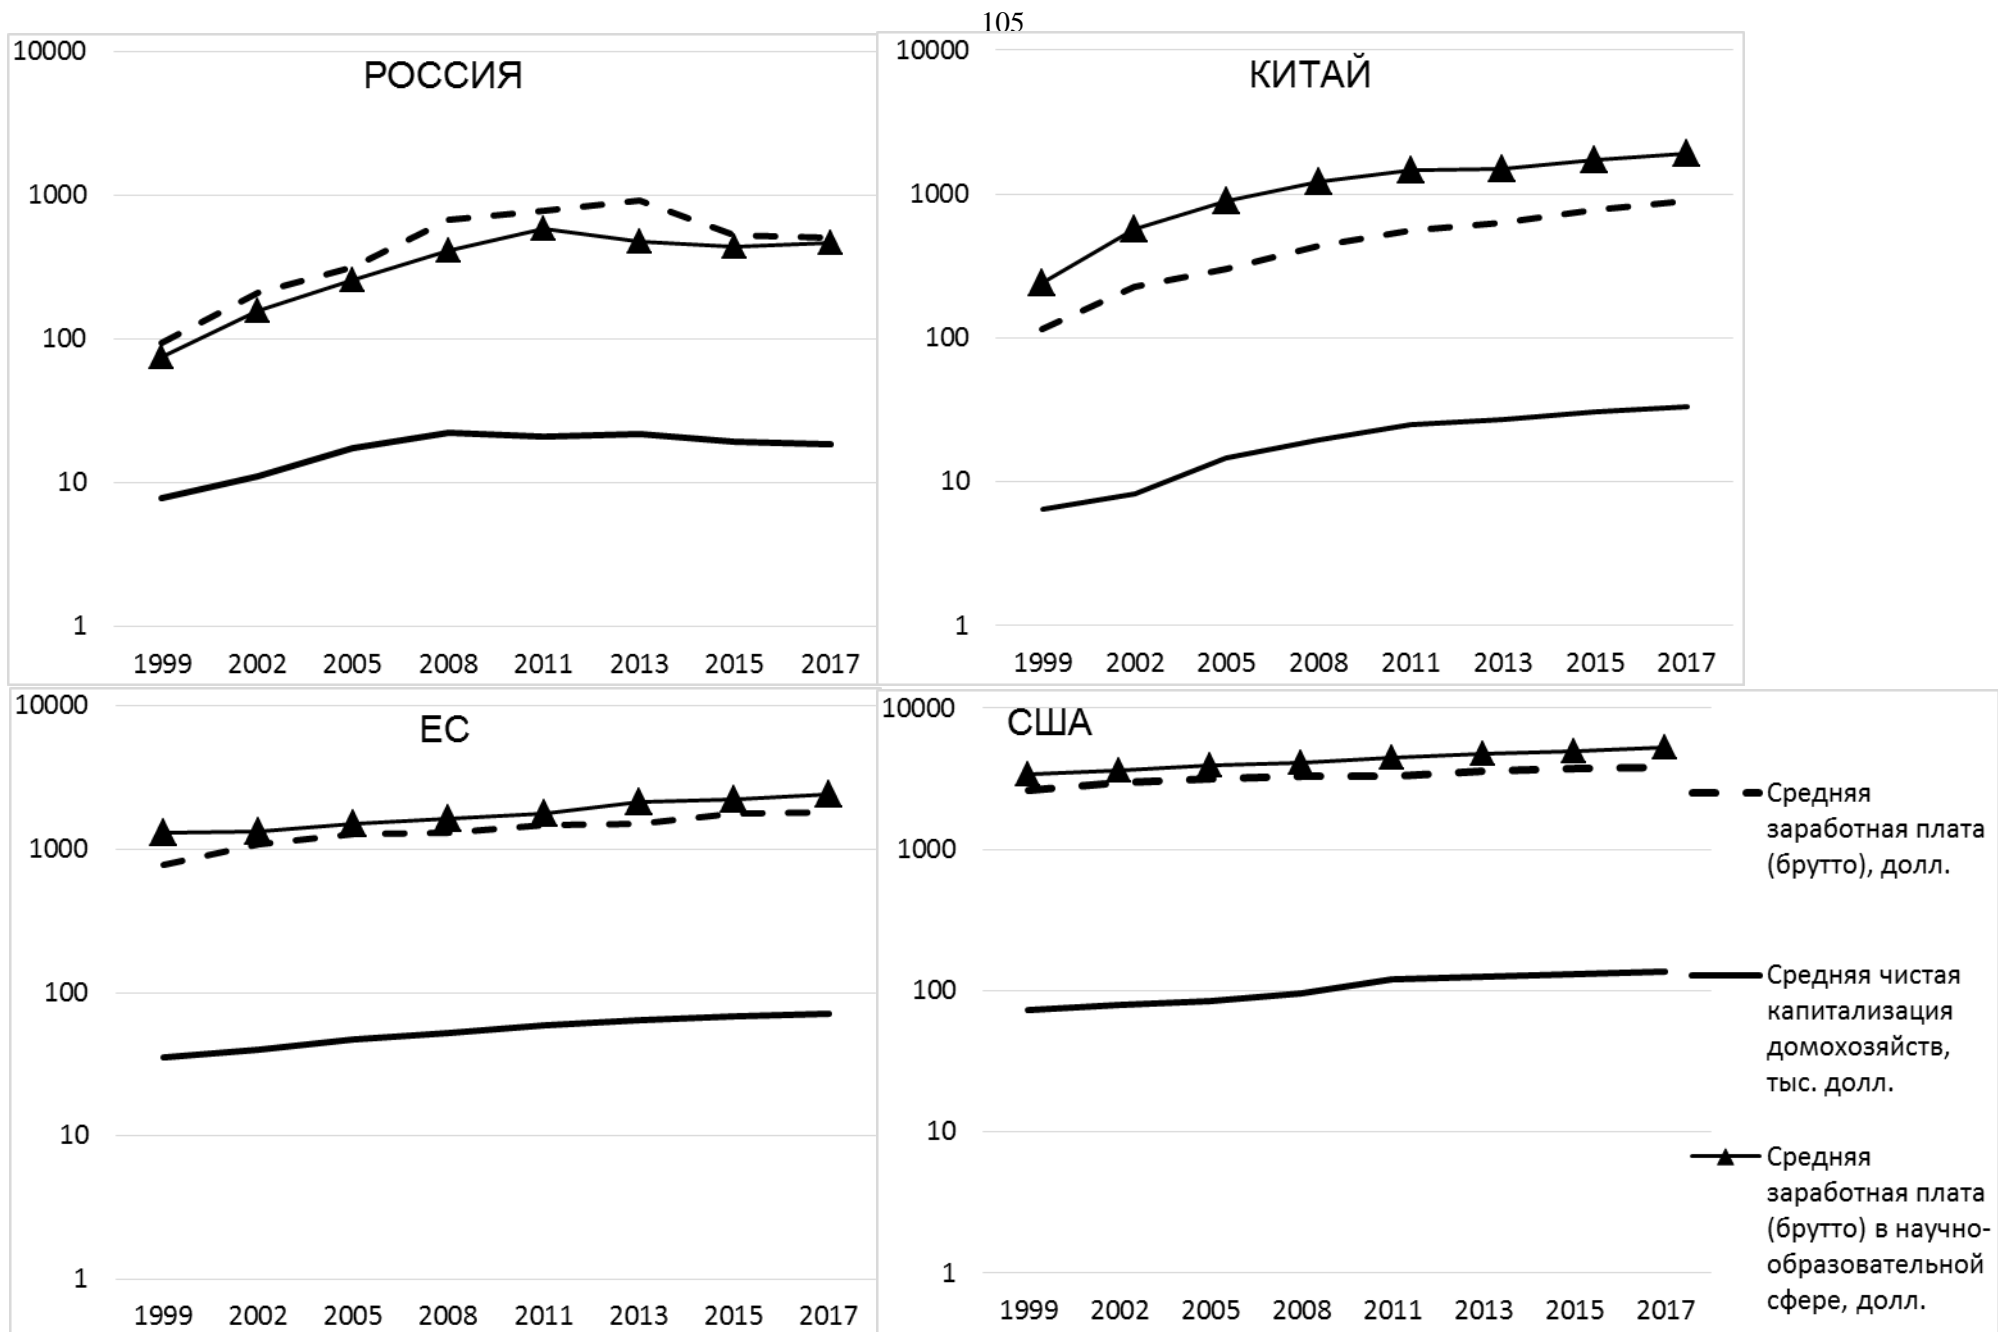 105
РОССИЯ
10000
1000
100
10
1
1999 2002 2005 2008 2011 2013 2015 2017
КИТАЙ
10000
1000
100
10
1
1999 2002 2005 2008 2011 2013 2015 2017
ЕС
10000
1000
100
10
1
1999 2002 2005 2008 2011 2013 2015 2017
США
10000
1000
100
10
1
1999 2002 2005 2008 2011 2013 2015 2017
Средняя
заработная плата
(брутто), долл.
Средняя чистая
капитализация
домохозяйств,
тыс. долл.
Средняя
заработная плата
(брутто) в научно-
образовательной
сфере, долл.